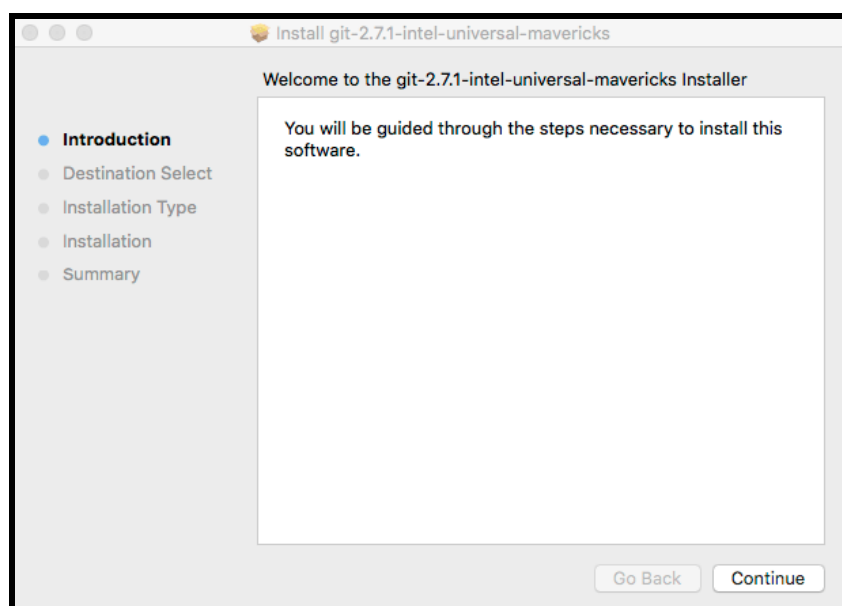 Install git-2.7.1-intel-universal-mavericks
Welcome to the git-2.7.1-intel-universal-mavericks Installer
Introduction
Destination Select
Installation Type
Installation
Summary
You will be guided through the steps necessary to install this
software.
Go Back
Continue